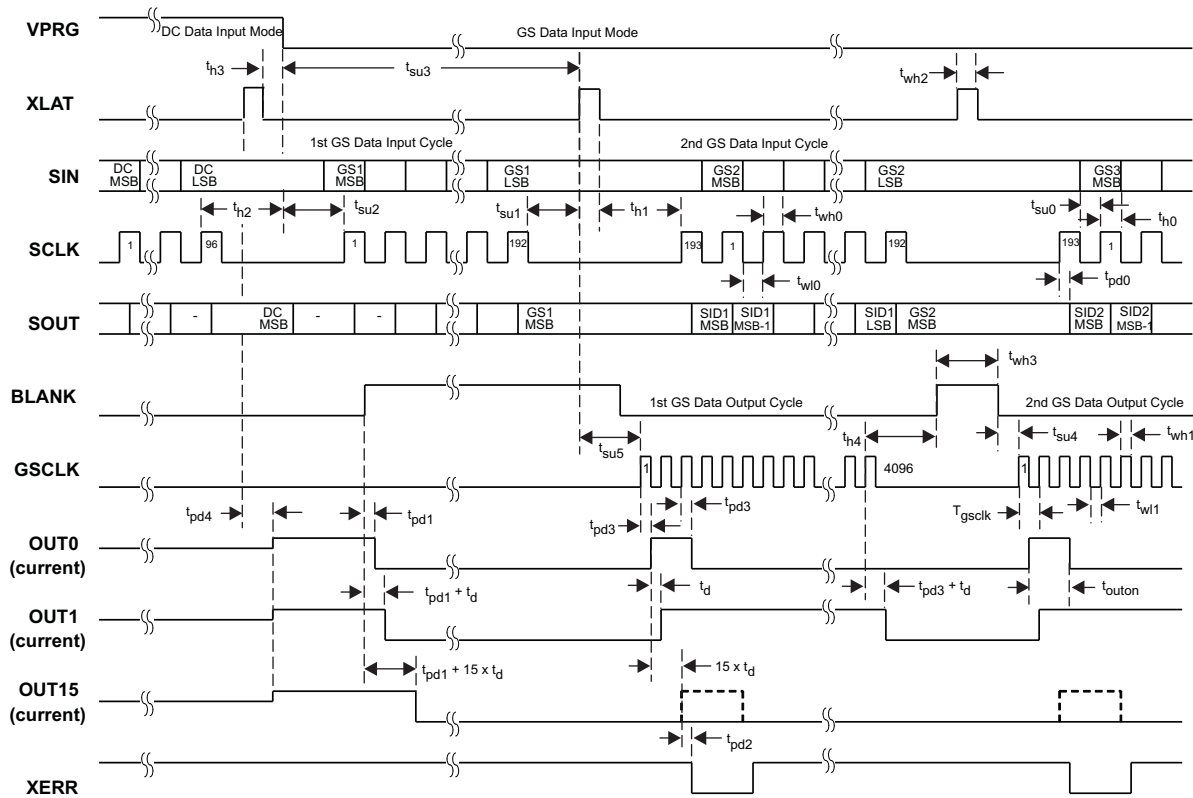 VPRG
DC Data Input Mode
GS Data Input Mode
th3
tsu3
twh2
XLAT
1st GS Data Input Cycle
2nd GS Data Input Cycle
SIN
DC MSB
DC LSB
GS1 MSB
GS1 LSB
GS2 MSB
GS2 LSB
GS3 MSB
th2
tsu2
tsu1
th1
twh0
tsu0
th0
SCLK
1
96
1
192
193
1
192
193
1
twl0
tpd0
SOUT
-
DC MSB
-
-
GS1 MSB
SID1 MSB
SID1 MSB-1
SID1 LSB
GS2 MSB
SID2 MSB
SID2 MSB-1
twh3
BLANK
1st GS Data Output Cycle
2nd GS Data Output Cycle
tsu5
th4
tsu4
twh1
GSCLK
1
4096
1
tpd4
tpd1
tpd3
tpd3
Tgsclk
twl1
OUT0
(current)
tpd1 + td
td
tpd3 + td
touton
OUT1
(current)
tpd1 + 15 x td
15 x td
OUT15
(current)
tpd2
XERR